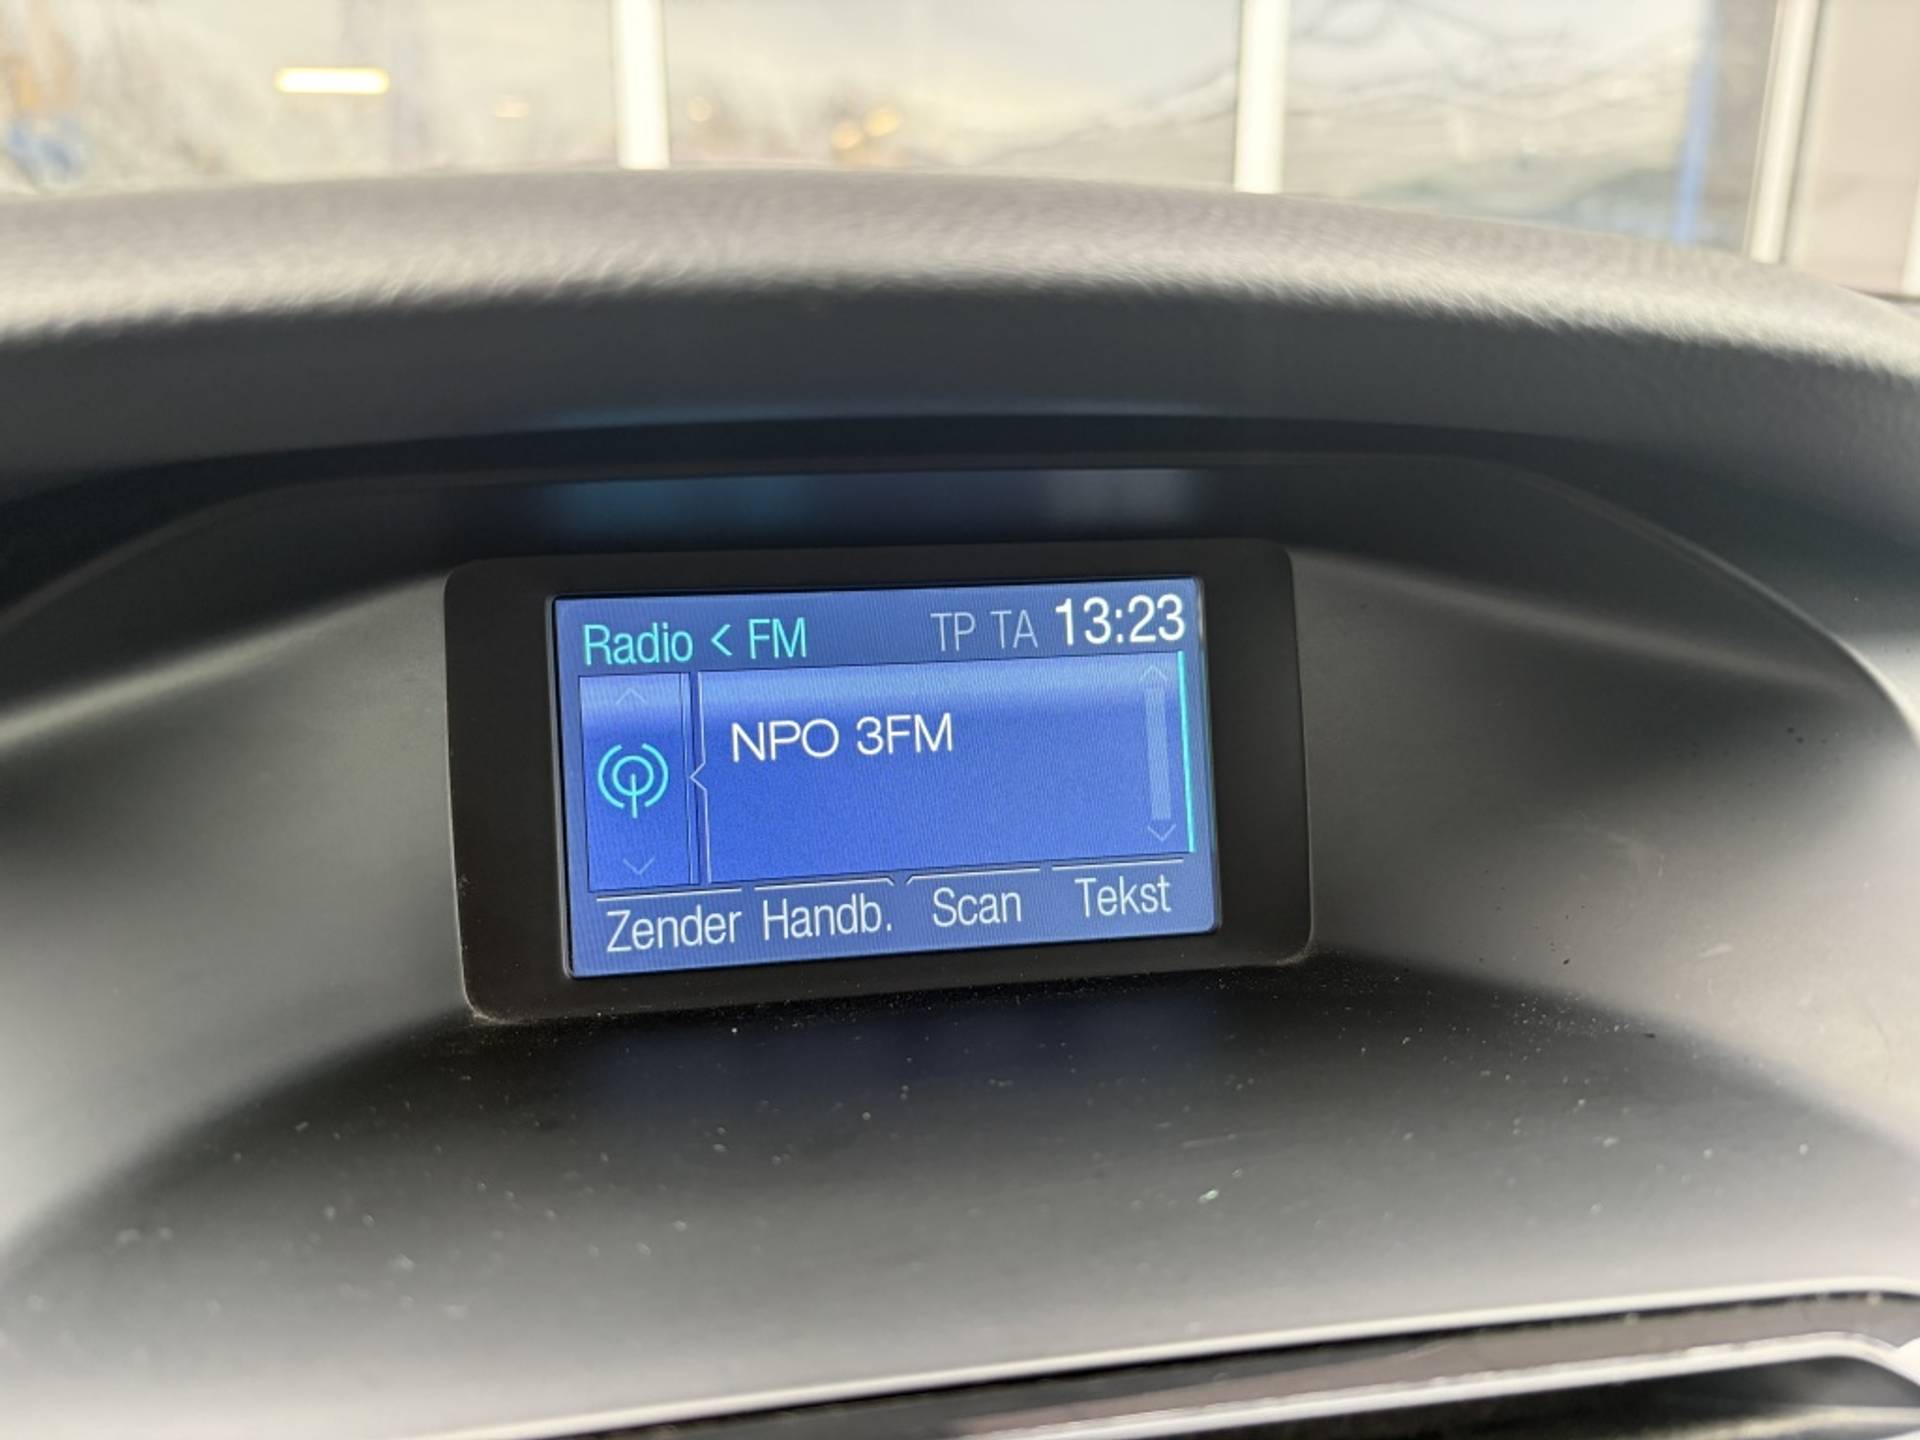 Radio < FM TP TA 13:23
NPO 3FM
Zender Handb. Scan Tekst